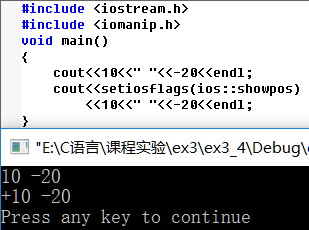 #include <iostream.h>
#include <iomanip.h>
void main()
{
    cout<<10<<" "<<-20<<endl;
    cout<<setiosflags(ios::showpos)
        <<10<<" "<<-20<<endl;
}
"E:\C语言\课程实验\ex3\ex3_4\Debug\
10 -20
+10 -20
Press any key to continue